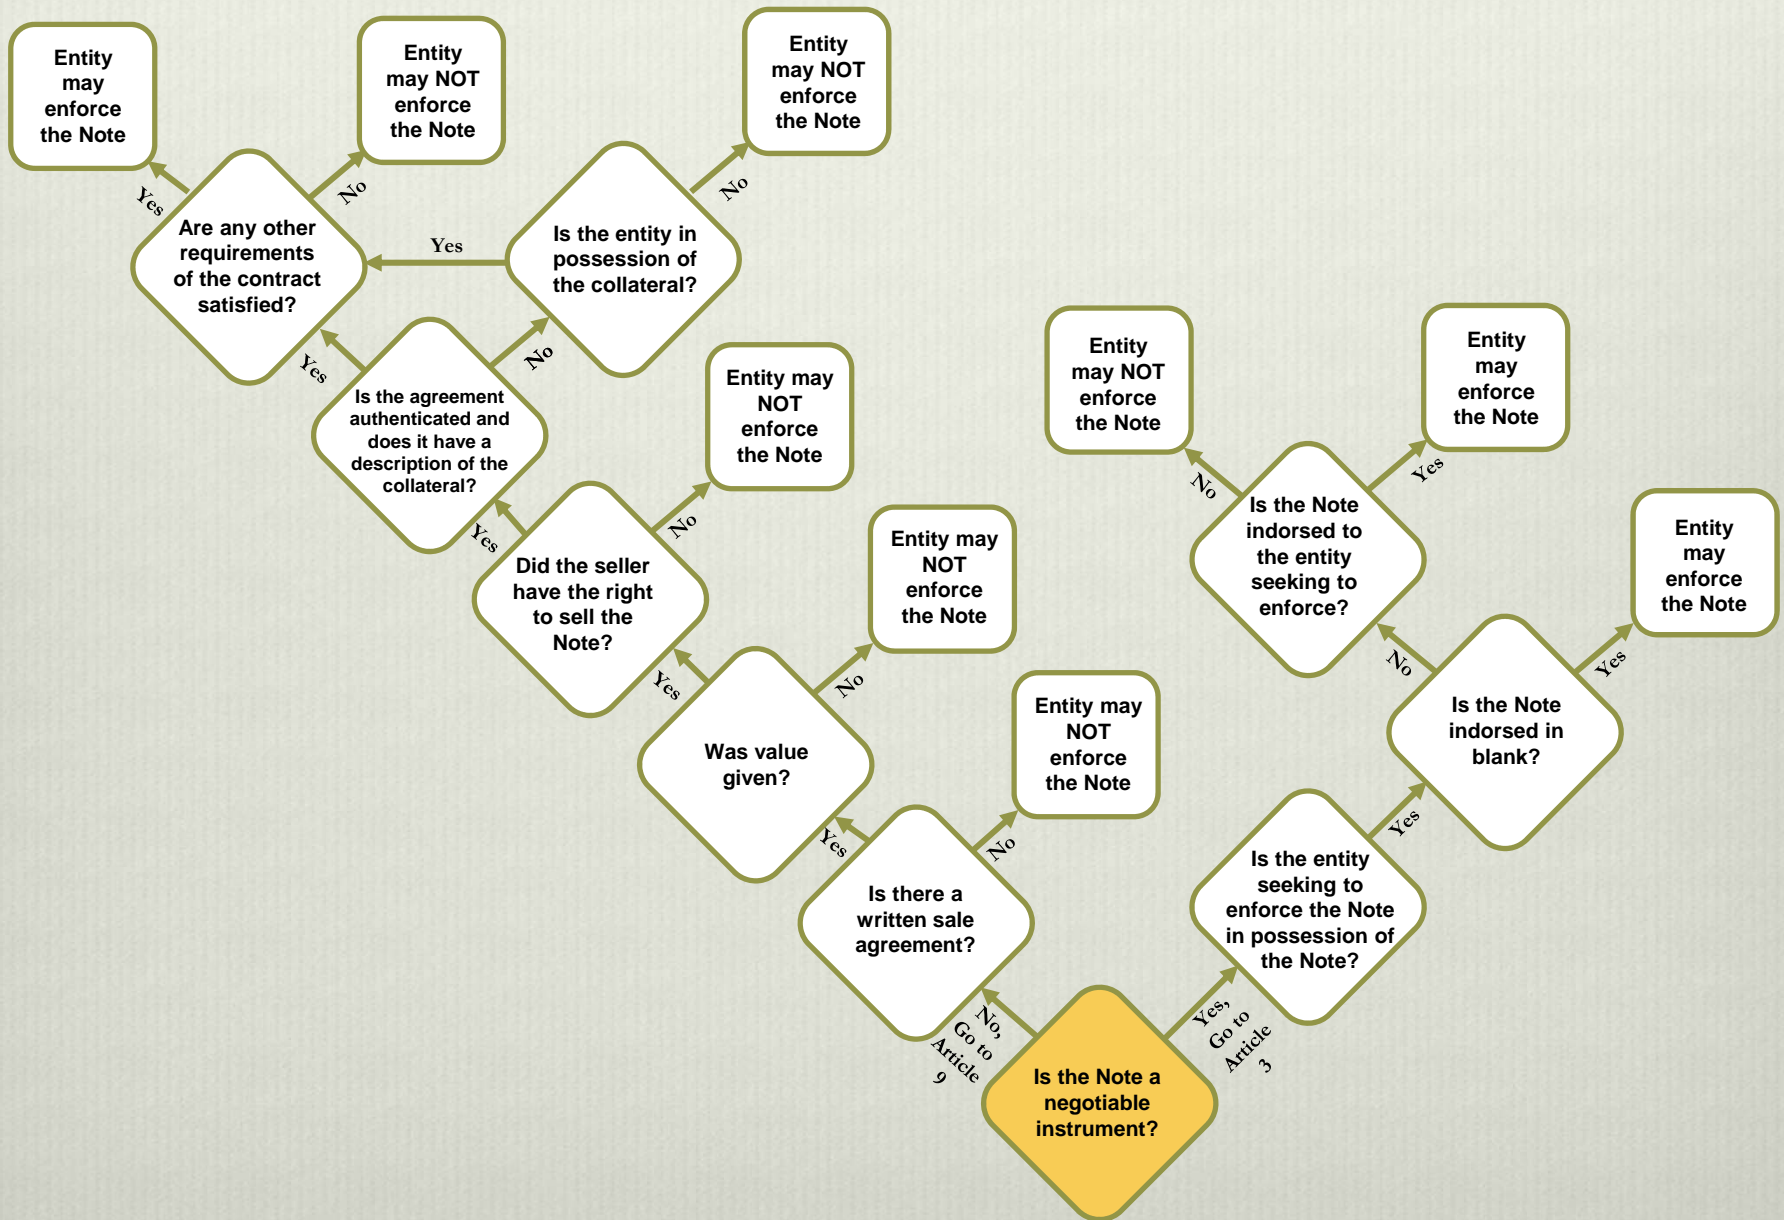 Entity
may
enforce
the Note
Entity
may NOT
enforce
the Note
Entity
may NOT
enforce
the Note
Yes
No
No
Are any other
requirements
of the contract
satisfied?
Yes
Is the entity in
possession of
the collateral?
Yes
No
Is the agreement
authenticated and
does it have a
description of the
collateral?
Entity may
NOT
enforce
the Note
Entity
may NOT
enforce
the Note
Entity
may
enforce
the Note
Yes
No
No
Yes
Did the seller
have the right
to sell the
Note?
Entity may
NOT
enforce
the Note
Is the Note
indorsed to
the entity
seeking to
enforce?
Entity
may
enforce
the Note
Yes
No
No
Yes
Was value
given?
Entity may
NOT
enforce
the Note
Is the Note
indorsed in
blank?
Yes
No
Yes
Is there a
written sale
agreement?
Is the entity
seeking to
enforce the Note
in possession of
the Note?
No,
Go to
Article
9
Yes,
Go to
Article
3
Is the Note a
negotiable
instrument?